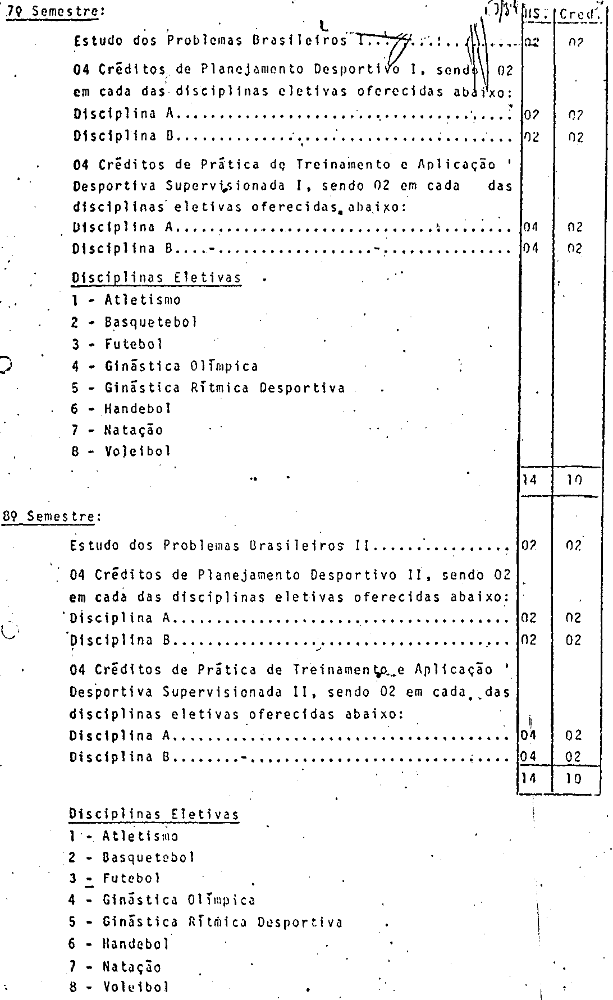 7º Semestre: HS. Cred.
Estudo dos Problemas Brasileiros I............... 02 02
04 Créditos de Planejamento Desportivo I, sendo 02
em cada das disciplinas eletivas oferecidas abaixo:
Disciplina A....................................... 02 02
Disciplina B....................................... 02 02
04 Créditos de Prática de Treinamento e Aplicação '
Desportiva Supervisionada I, sendo 02 em cada das
disciplinas eletivas oferecidas abaixo:
Disciplina A....................................... 04 02
Disciplina B....................................... 04 02
Disciplinas Eletivas
1 - Atletismo
2 - Basquetebol
3 - Futebol
4 - Ginástica Olímpica
5 - Ginástica Rítmica Desportiva
6 - Handebol
7 - Natação
8 - Voleibol
14 10
8º Semestre:
Estudo dos Problemas Brasileiros II................ 02 02
04 Créditos de Planejamento Desportivo II, sendo 02
em cada das disciplinas eletivas oferecidas abaixo:
Disciplina A....................................... 02 02
Disciplina B....................................... 02 02
04 Créditos de Prática de Treinamento e Aplicação '
Desportiva Supervisionada II, sendo 02 em cada das
disciplinas eletivas oferecidas abaixo:
Disciplina A....................................... 04 02
Disciplina B....................................... 04 02
14 10
Disciplinas Eletivas
1 - Atletismo
2 - Basquetebol
3 - Futebol
4 - Ginástica Olímpica
5 - Ginástica Rítmica Desportiva
6 - Handebol
7 - Natação
8 - Voleibol